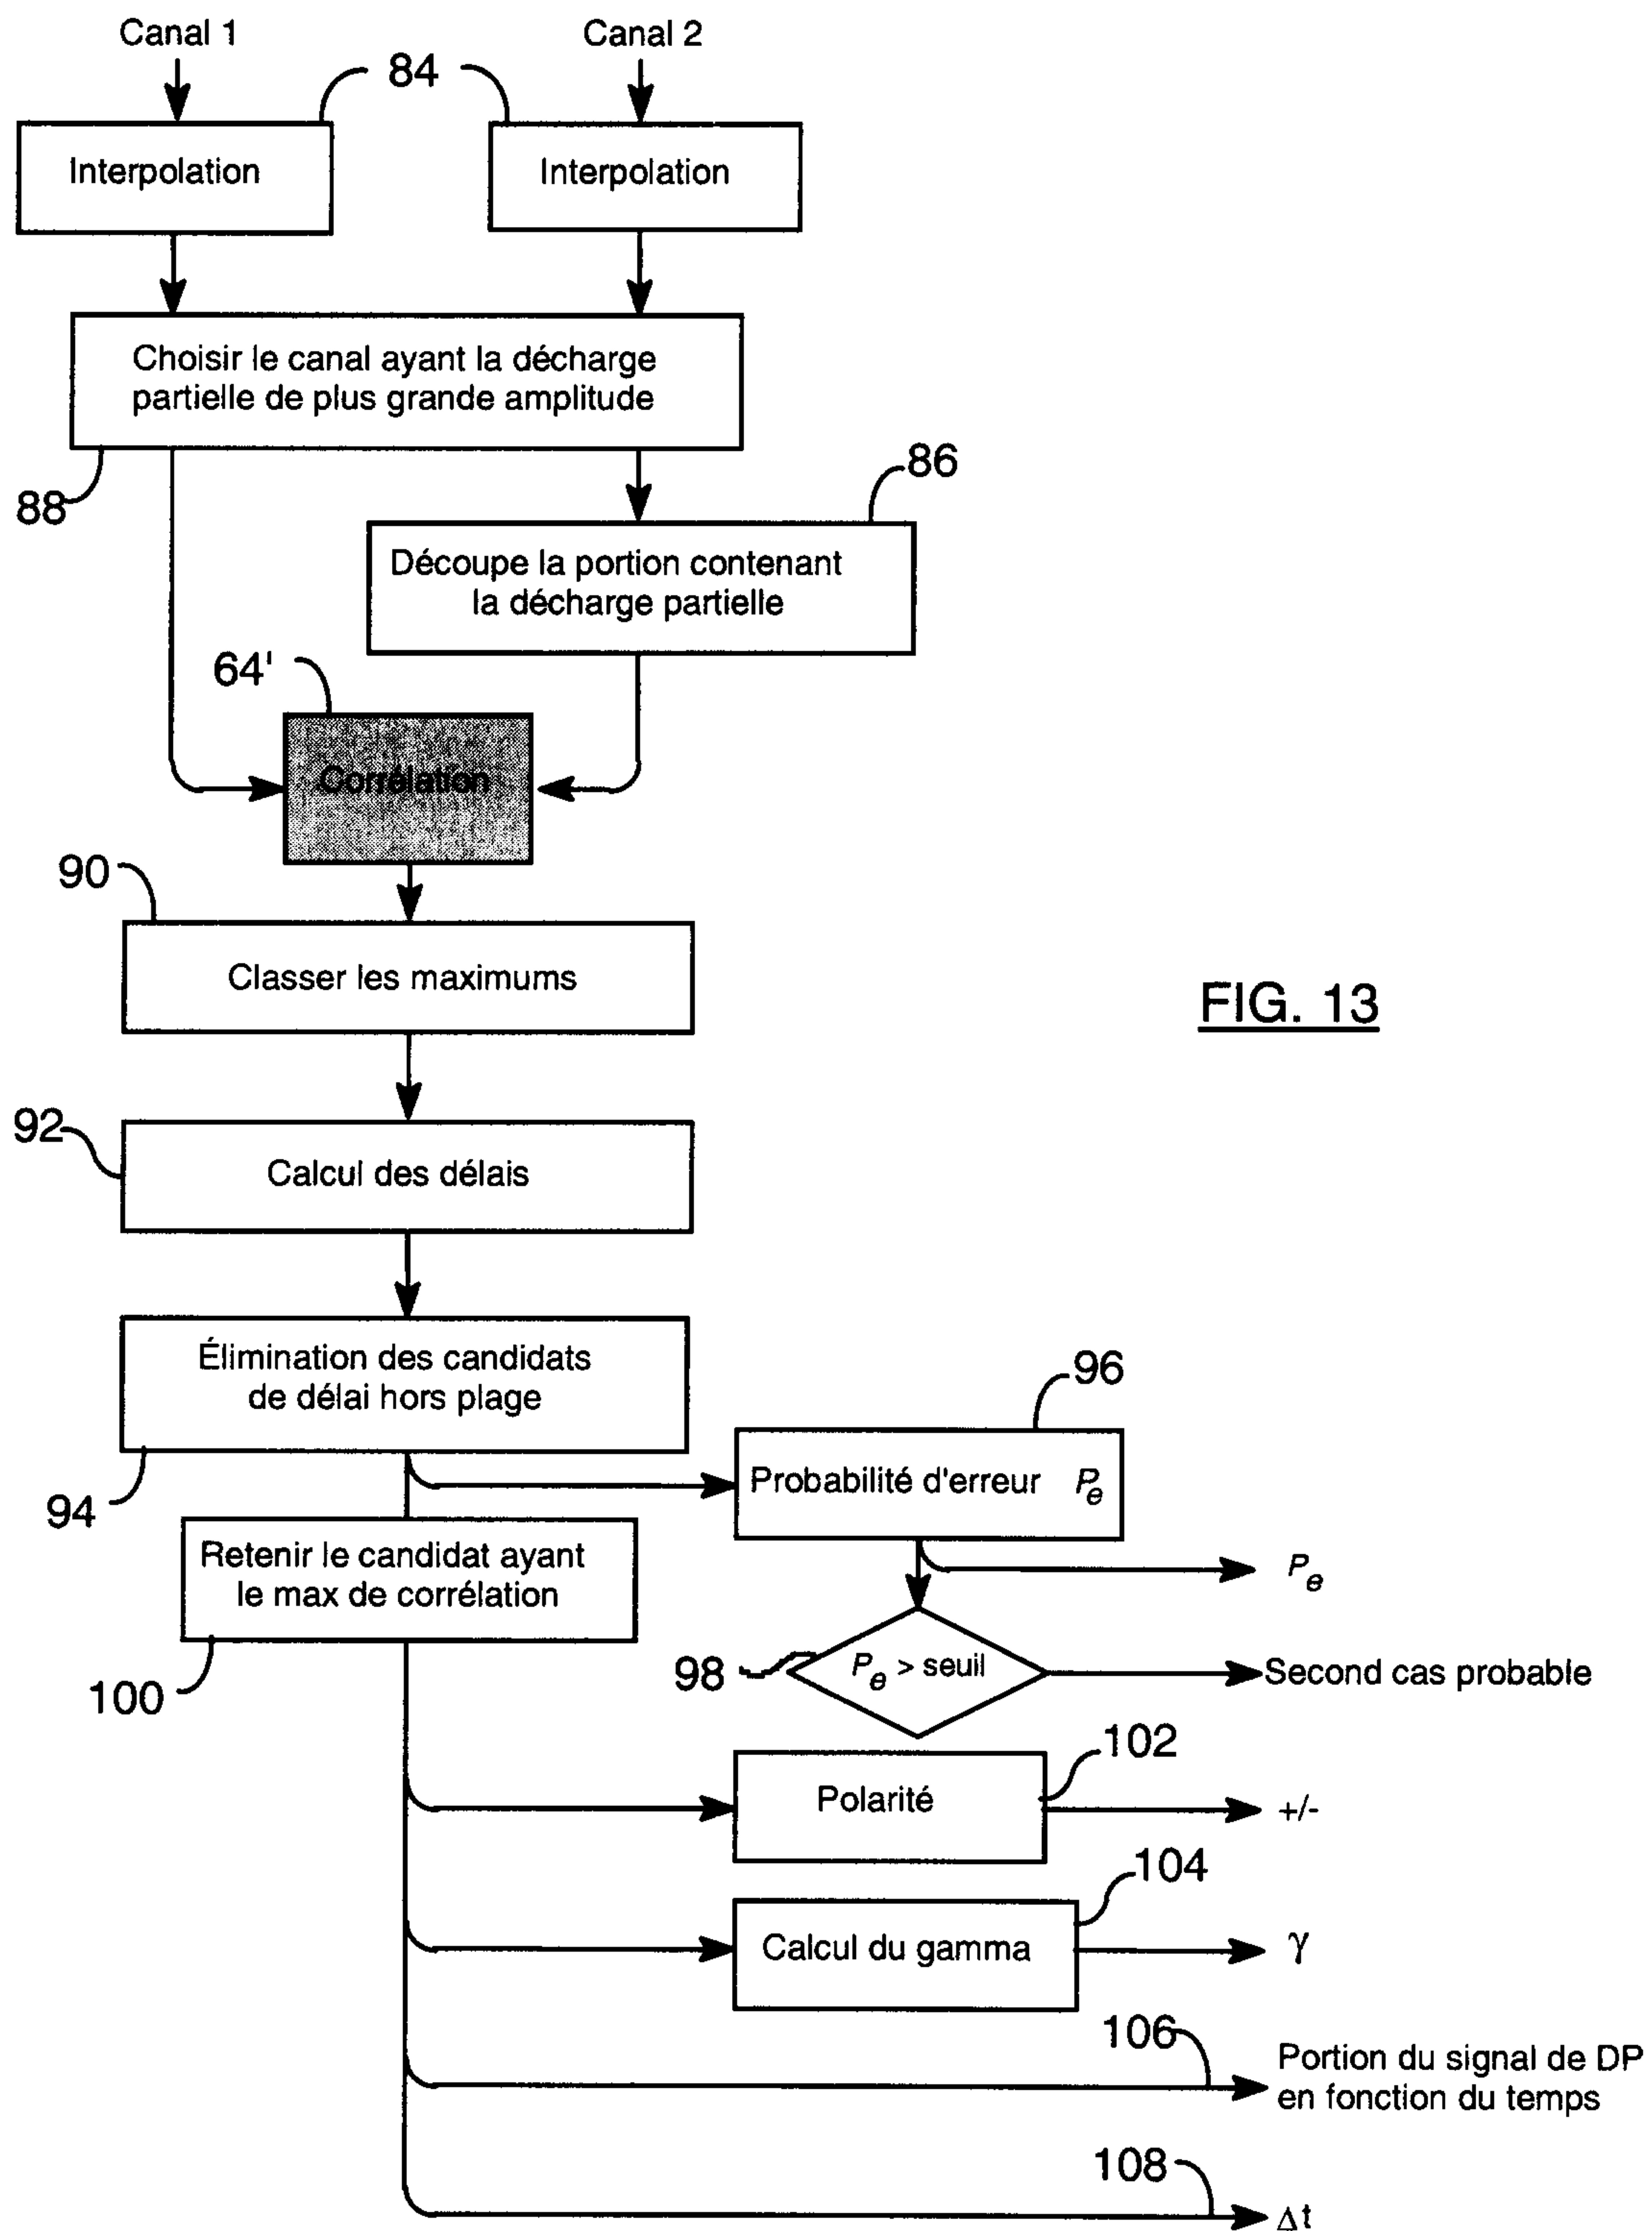 Canal 1
Canal 2
84
Interpolation
Interpolation
Choisir le canal ayant la décharge
partielle de plus grande amplitude
88
86
Découpe la portion contenant
la décharge partielle
64'
Corrélation
90
Classer les maximums
FIG. 13
92
Calcul des délais
Élimination des candidats
de délai hors plage
94
96
Probabilité d'erreur Pe
Pe
Retenir le candidat ayant
le max de corrélation
100
98
Pe > seuil
Second cas probable
102
Polarité
+/-
104
Calcul du gamma
γ
106
Portion du signal de DP
en fonction du temps
108
Δt